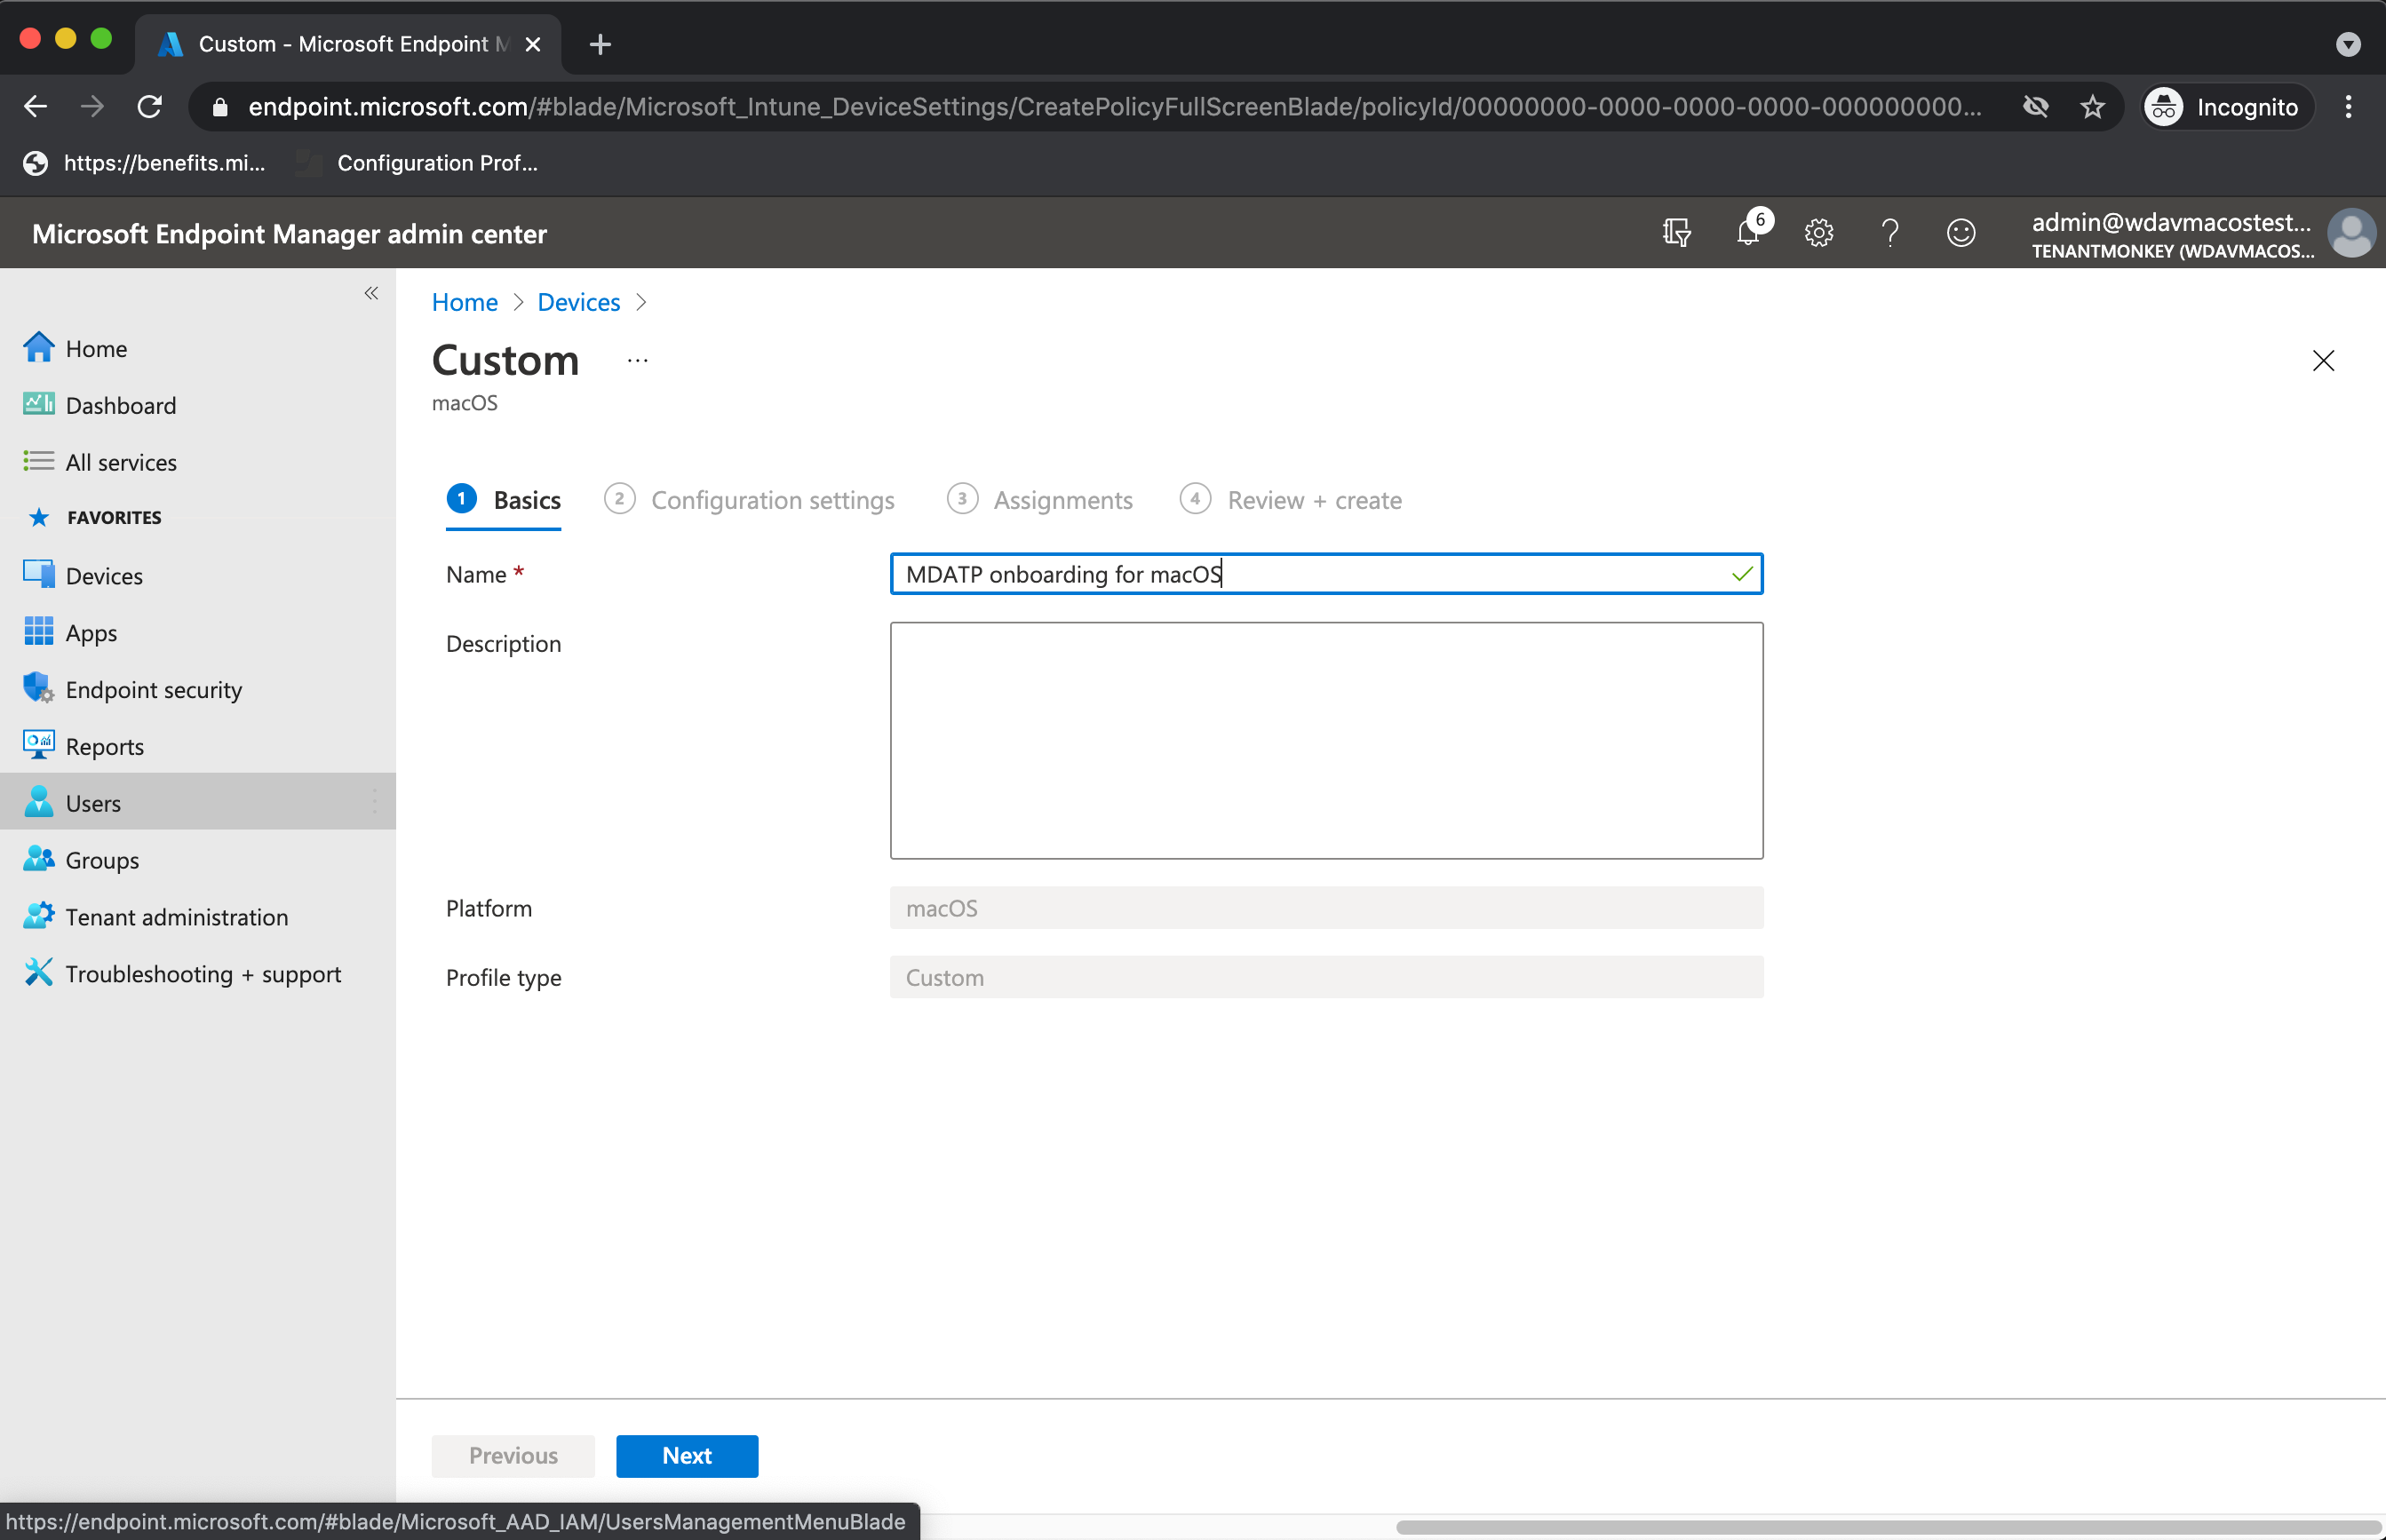 Custom - Microsoft Endpoint M
endpoint.microsoft.com/#blade/Microsoft_Intune_DeviceSettings/CreatePolicyFullScreenBlade/policyId/00000000-0000-0000-0000-000000000...
Incognito
https://benefits.mi...
Configuration Prof...
Microsoft Endpoint Manager admin center
6
admin@wdavmacostest...
TENANTMONKEY (WDAVMACOS...
Home
Dashboard
All services
FAVORITES
Devices
Apps
Endpoint security
Reports
Users
Groups
Tenant administration
Troubleshooting + support
Home > Devices >
Custom ...
macOS
1 Basics
2 Configuration settings
3 Assignments
4 Review + create
Name *
MDATP onboarding for macOS
Description
Platform
macOS
Profile type
Custom
Previous
Next
https://endpoint.microsoft.com/#blade/Microsoft_AAD_IAM/UsersManagementMenuBlade